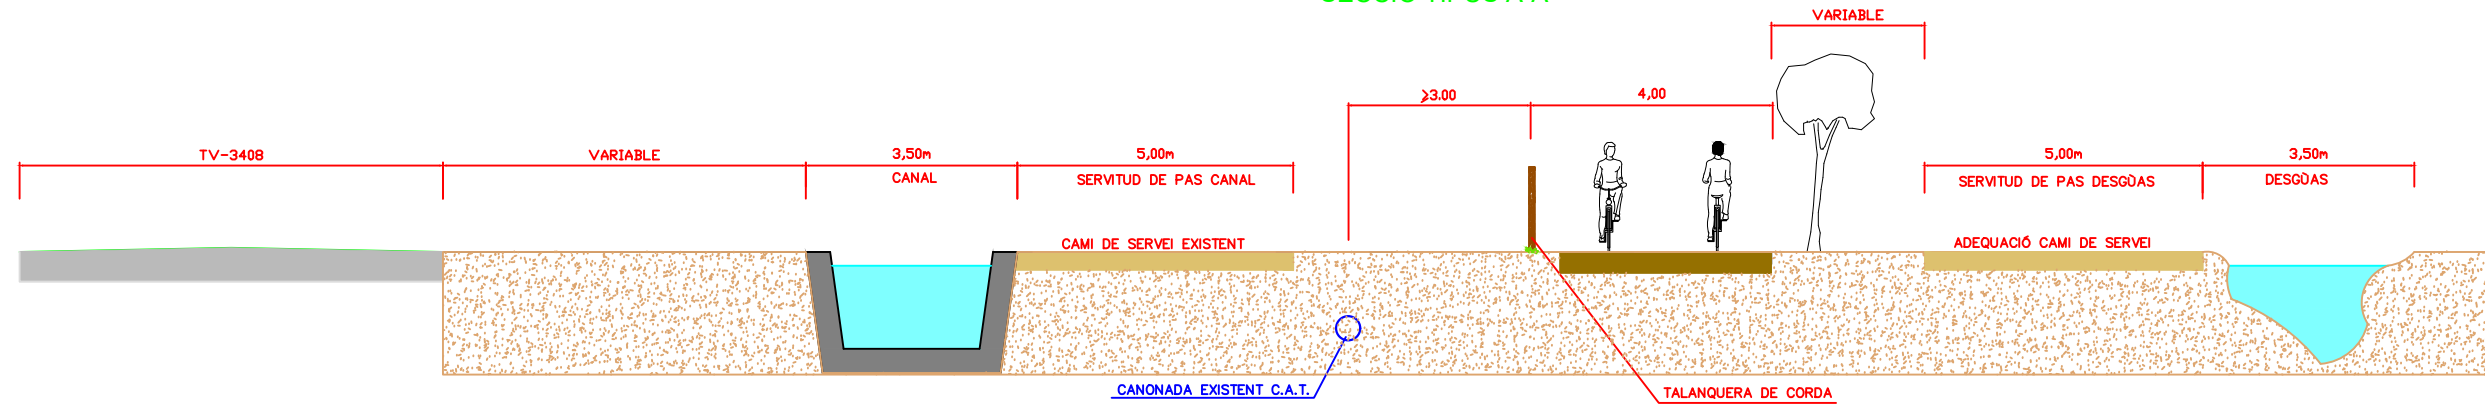 VARIABLE
≥3.00
4,00
TV-3408
VARIABLE
3,50m
CANAL
5,00m
SERVITUD DE PAS CANAL
5,00m
SERVITUD DE PAS DESGÜAS
3,50m
DESGÜAS
CAMI DE SERVEI EXISTENT
ADEQUACIÓ CAMI DE SERVEI
CANONADA EXISTENT C.A.T.
TALANQUERA DE CORDA